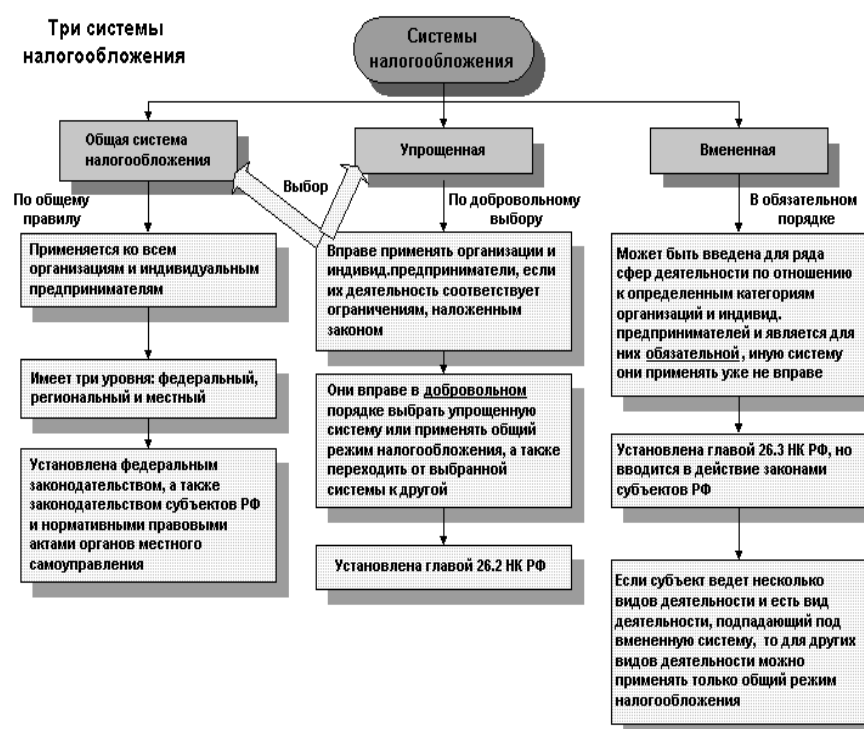 Три системы
налогообложения
Системы
налогообложения
Общая система
налогообложения
Упрощенная
Вмененная
Выбор
По общему
правилу
По добровольному
выбору
В обязательном
порядке
Применяется ко всем
организациям и индивидуальным
предпринимателям
Имеет три уровня: федеральный,
региональный и местный
Установлена федеральным
законодательством, а также
законодательством субъектов РФ
и нормативными правовыми
актами органов местного
самоуправления
Вправе применять организации и
индивид.предприниматели, если
их деятельность соответствует
ограничениям, наложенным
законом
Они вправе в добровольном
порядке выбрать упрощенную
систему или применять общий
режим налогообложения, а также
переходить от выбранной
системы к другой
Установлена главой 26.2 НК РФ
Может быть введена для ряда
сфер деятельности по отношению
к определенным категориям
организаций и индивид.
предпринимателей и является для
них обязательной, иную систему
они применять уже не вправе
Установлена главой 26.3 НК РФ, но
вводится в действие законами
субъектов РФ
Если субъект ведет несколько
видов деятельности и есть вид
деятельности, подпадающий под
вмененную систему, то для других
видов деятельности можно
применять только общий режим
налогообложения